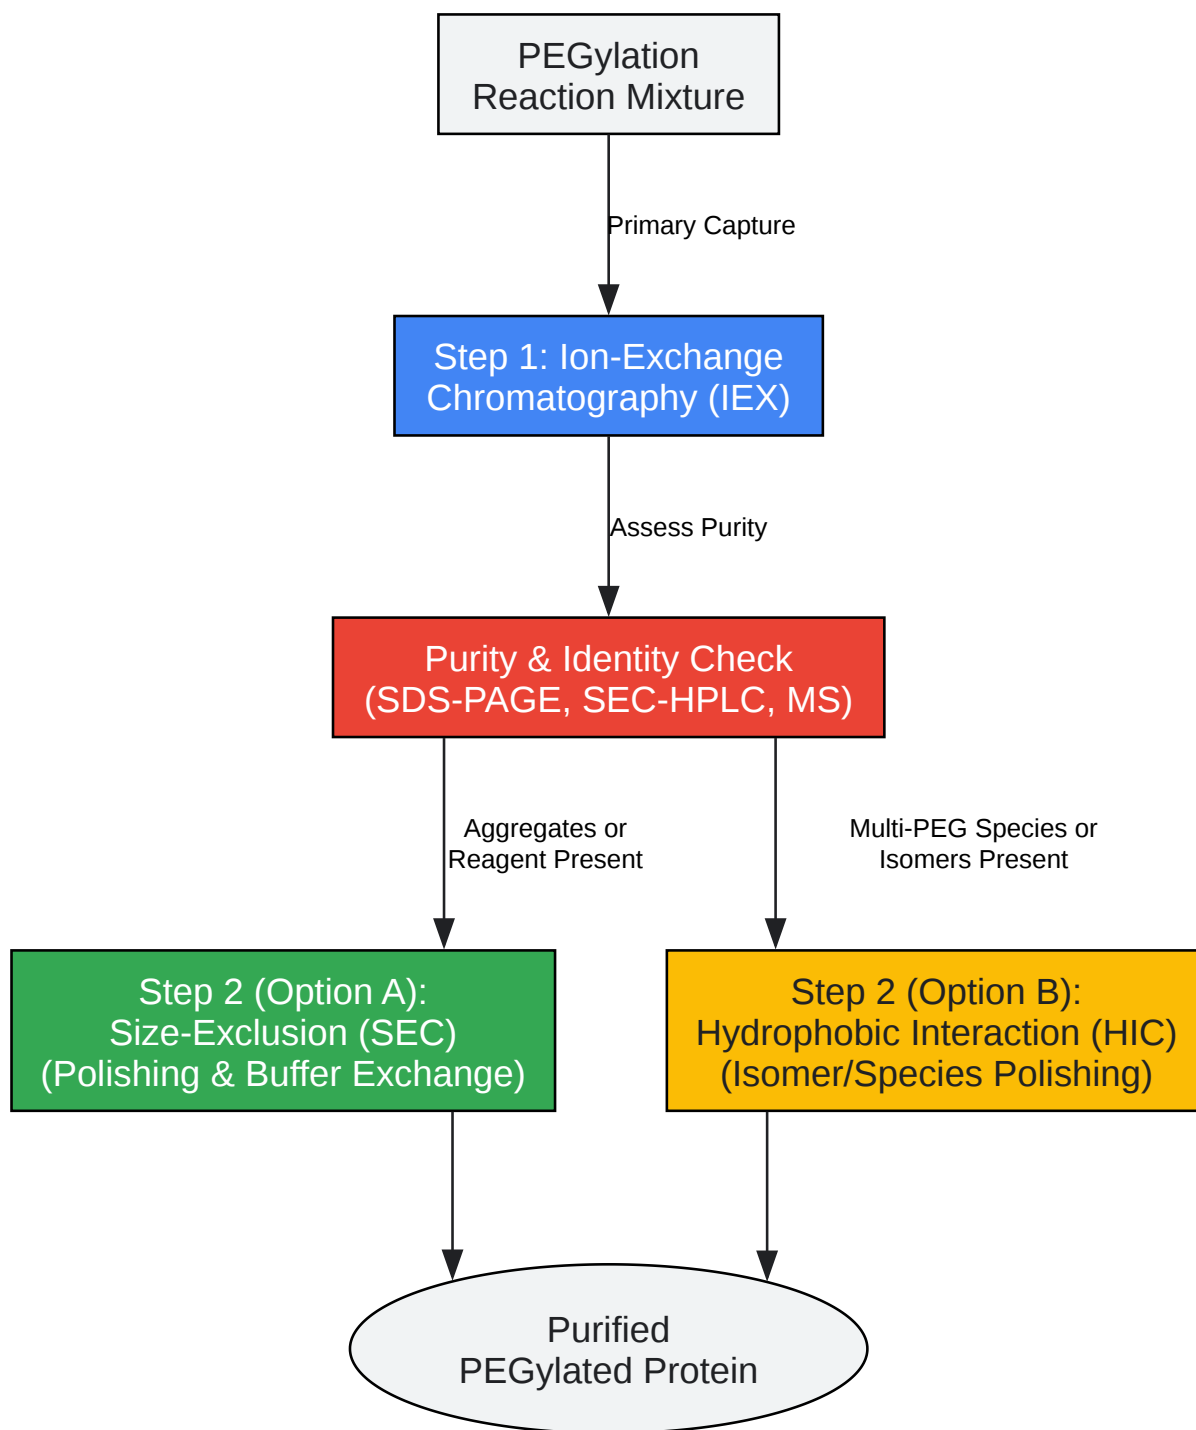 PEGylation
Reaction Mixture
Primary Capture
Step 1: Ion-Exchange
Chromatography (IEX)
Assess Purity
Purity & Identity Check
(SDS-PAGE, SEC-HPLC, MS)
Aggregates or
Reagent Present
Multi-PEG Species or
Isomers Present
Step 2 (Option A):
Size-Exclusion (SEC)
(Polishing & Buffer Exchange)
Step 2 (Option B):
Hydrophobic Interaction (HIC)
(Isomer/Species Polishing)
Purified
PEGylated Protein